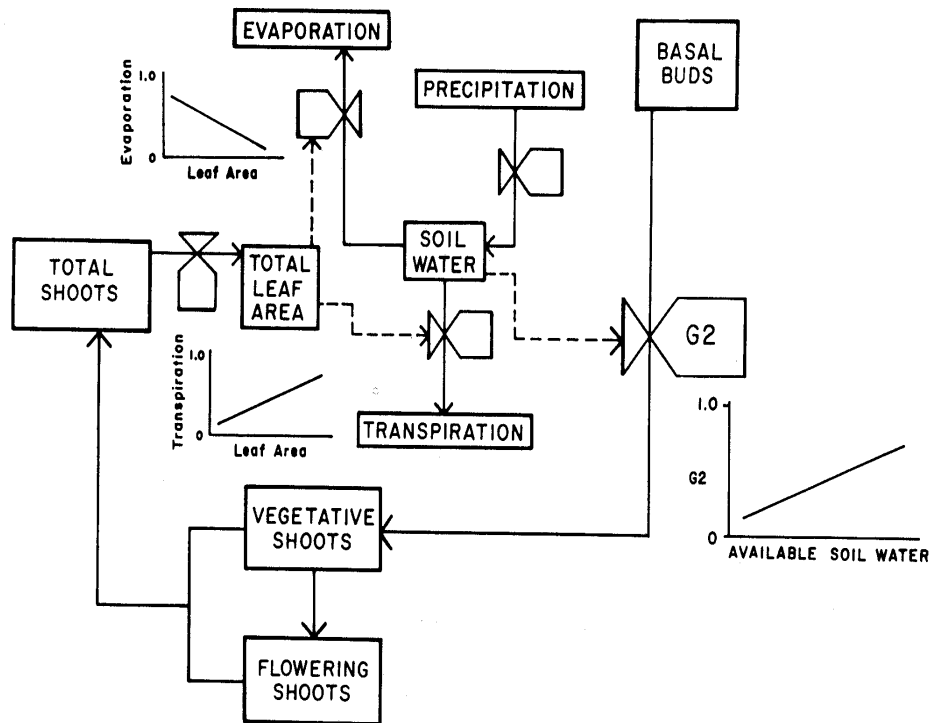 EVAPORATION
BASAL
BUDS
Evaporation
1.0
0
Leaf Area
PRECIPITATION
TOTAL
SHOOTS
TOTAL
LEAF
AREA
SOIL
WATER
G2
Transpiration
1.0
0
Leaf Area
TRANSPIRATION
1.0
G2
0
AVAILABLE SOIL WATER
VEGETATIVE
SHOOTS
FLOWERING
SHOOTS